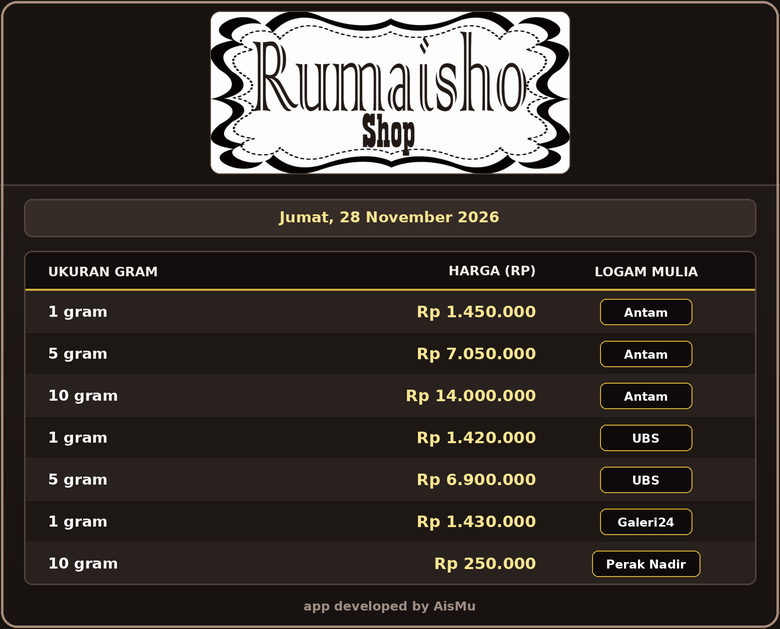 Rumaisho
Shop
Jumat, 28 November 2026
UKURAN GRAM HARGA (RP) LOGAM MULIA
1 gram Rp 1.450.000 Antam
5 gram Rp 7.050.000 Antam
10 gram Rp 14.000.000 Antam
1 gram Rp 1.420.000 UBS
5 gram Rp 6.900.000 UBS
1 gram Rp 1.430.000 Galeri24
10 gram Rp 250.000 Perak Nadir
app developed by AisMu